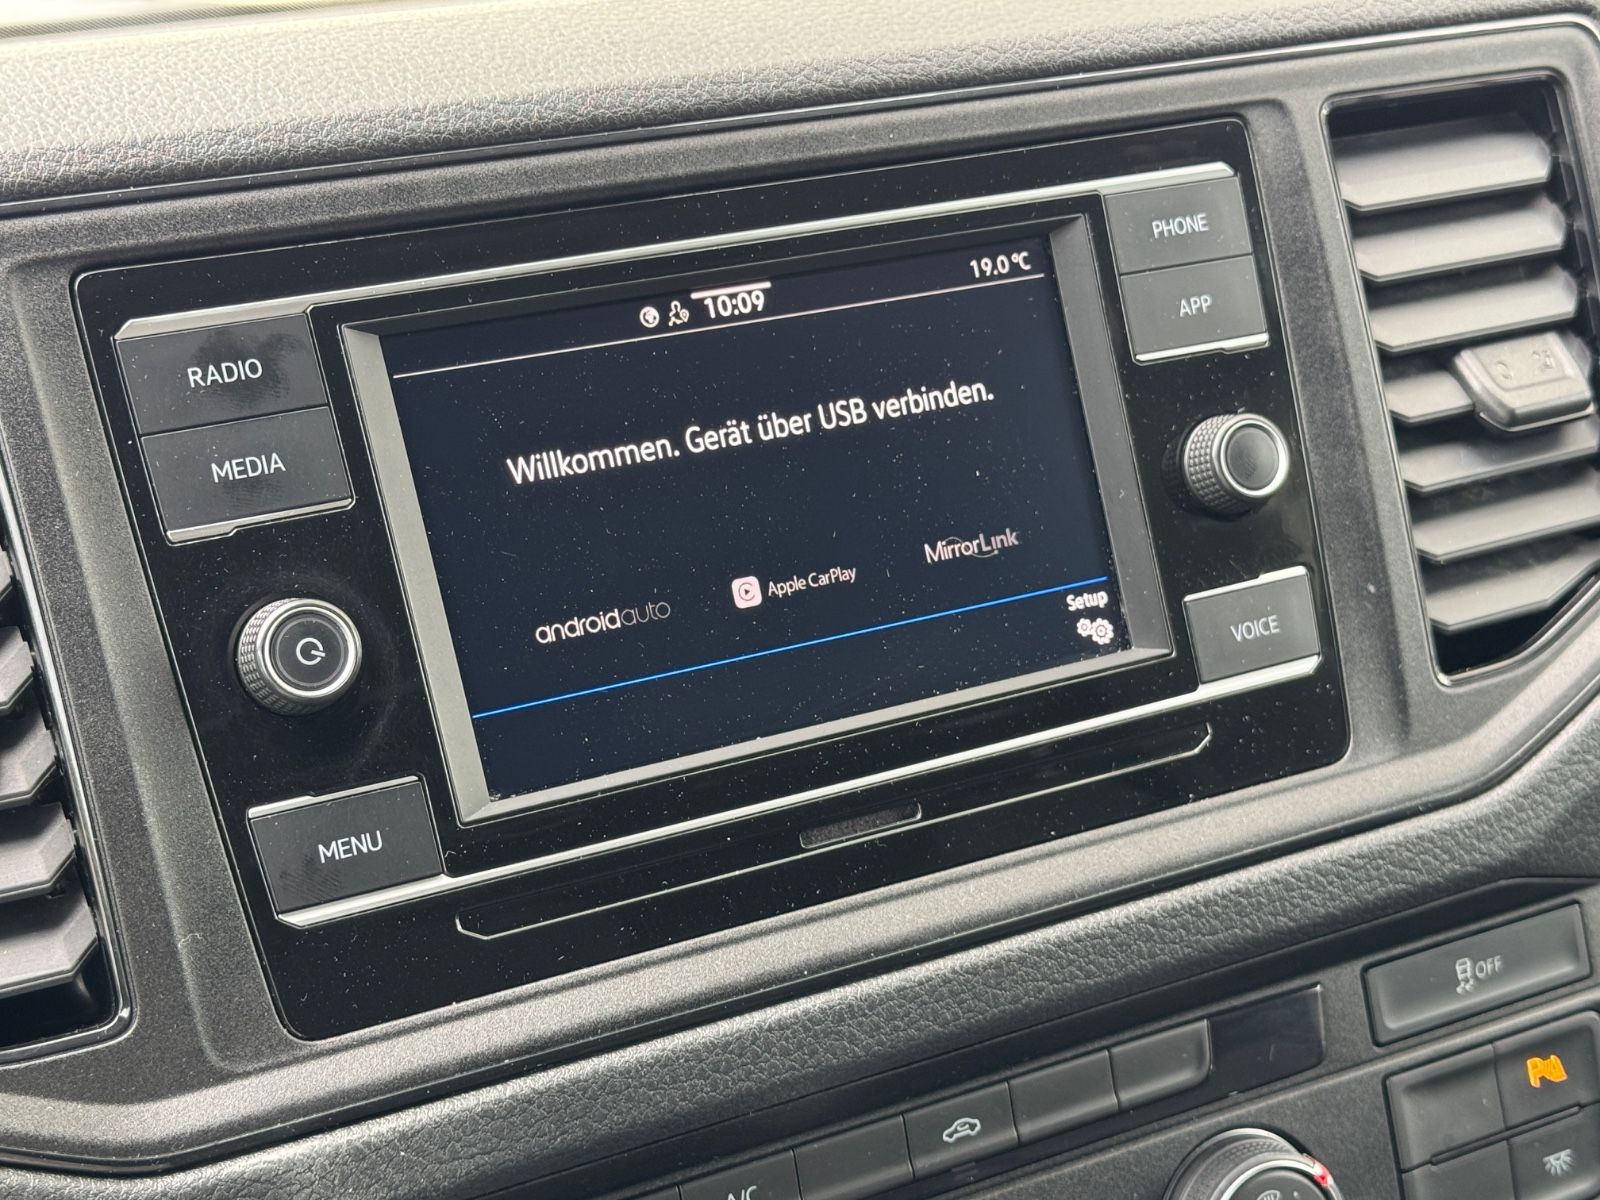 PHONE
19.0°C
10:09
APP
RADIO
Willkommen. Gerät über USB verbinden.
MEDIA
MirrorLink
Apple CarPlay
androidauto
Setup
VOICE
MENU
OFF
A/C